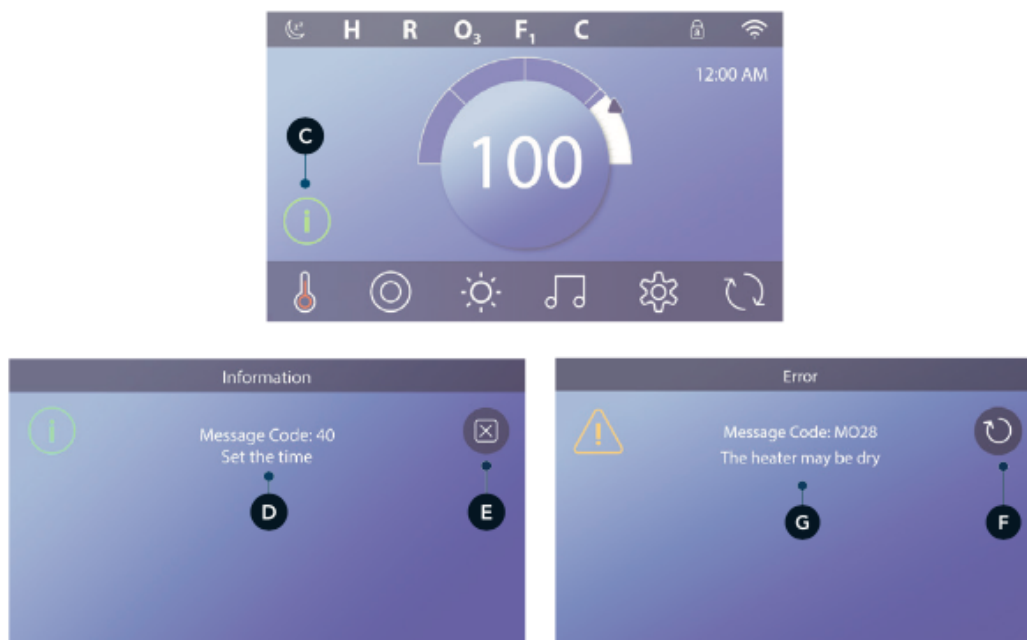 H R O₃ F₁ C
12:00 AM
100
C
Information
Message Code: 40
Set the time
D
E
Error
Message Code: MO28
The heater may be dry
G
F